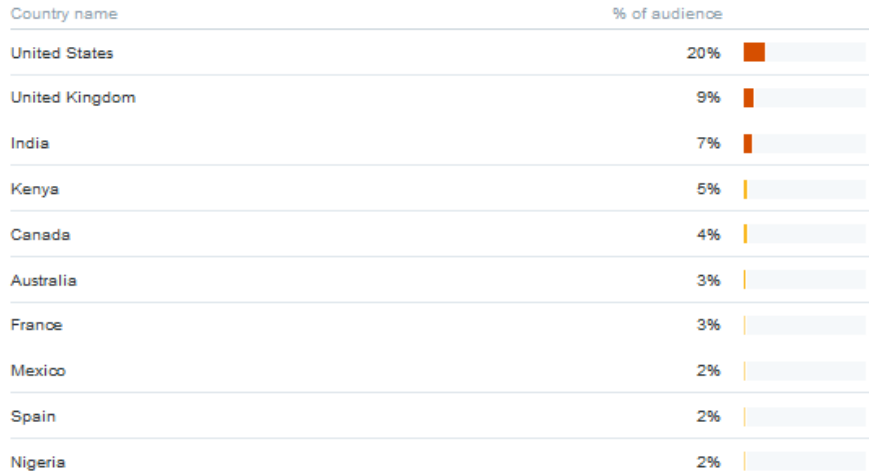 Country name % of audience
United States 20%
United Kingdom 9%
India 7%
Kenya 5%
Canada 4%
Australia 3%
France 3%
Mexico 2%
Spain 2%
Nigeria 2%